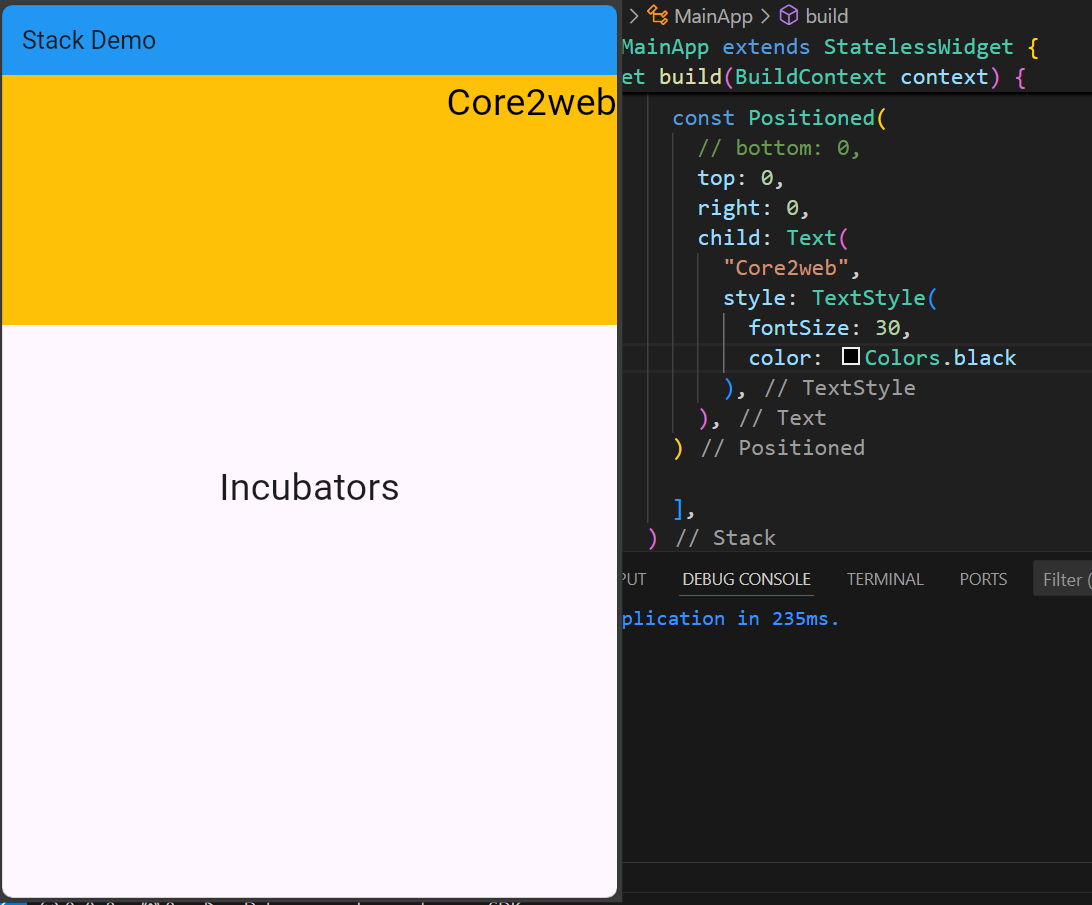 Stack Demo
Core2web
Incubators
> MainApp > build
MainApp extends StatelessWidget {
et build(BuildContext context) {
const Positioned(
// bottom: 0,
top: 0,
right: 0,
child: Text(
"Core2web",
style: TextStyle(
fontSize: 30,
color: Colors.black
), // TextStyle
), // Text
) // Positioned
],
) // Stack
PUT DEBUG CONSOLE TERMINAL PORTS Filter (
plication in 235ms.